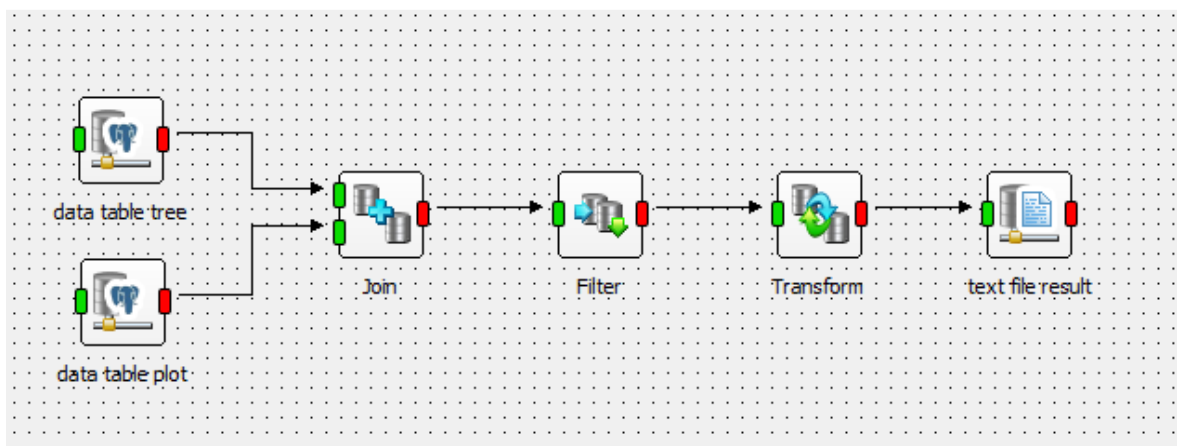 data table tree
Join
Filter
Transform
text file result
data table plot